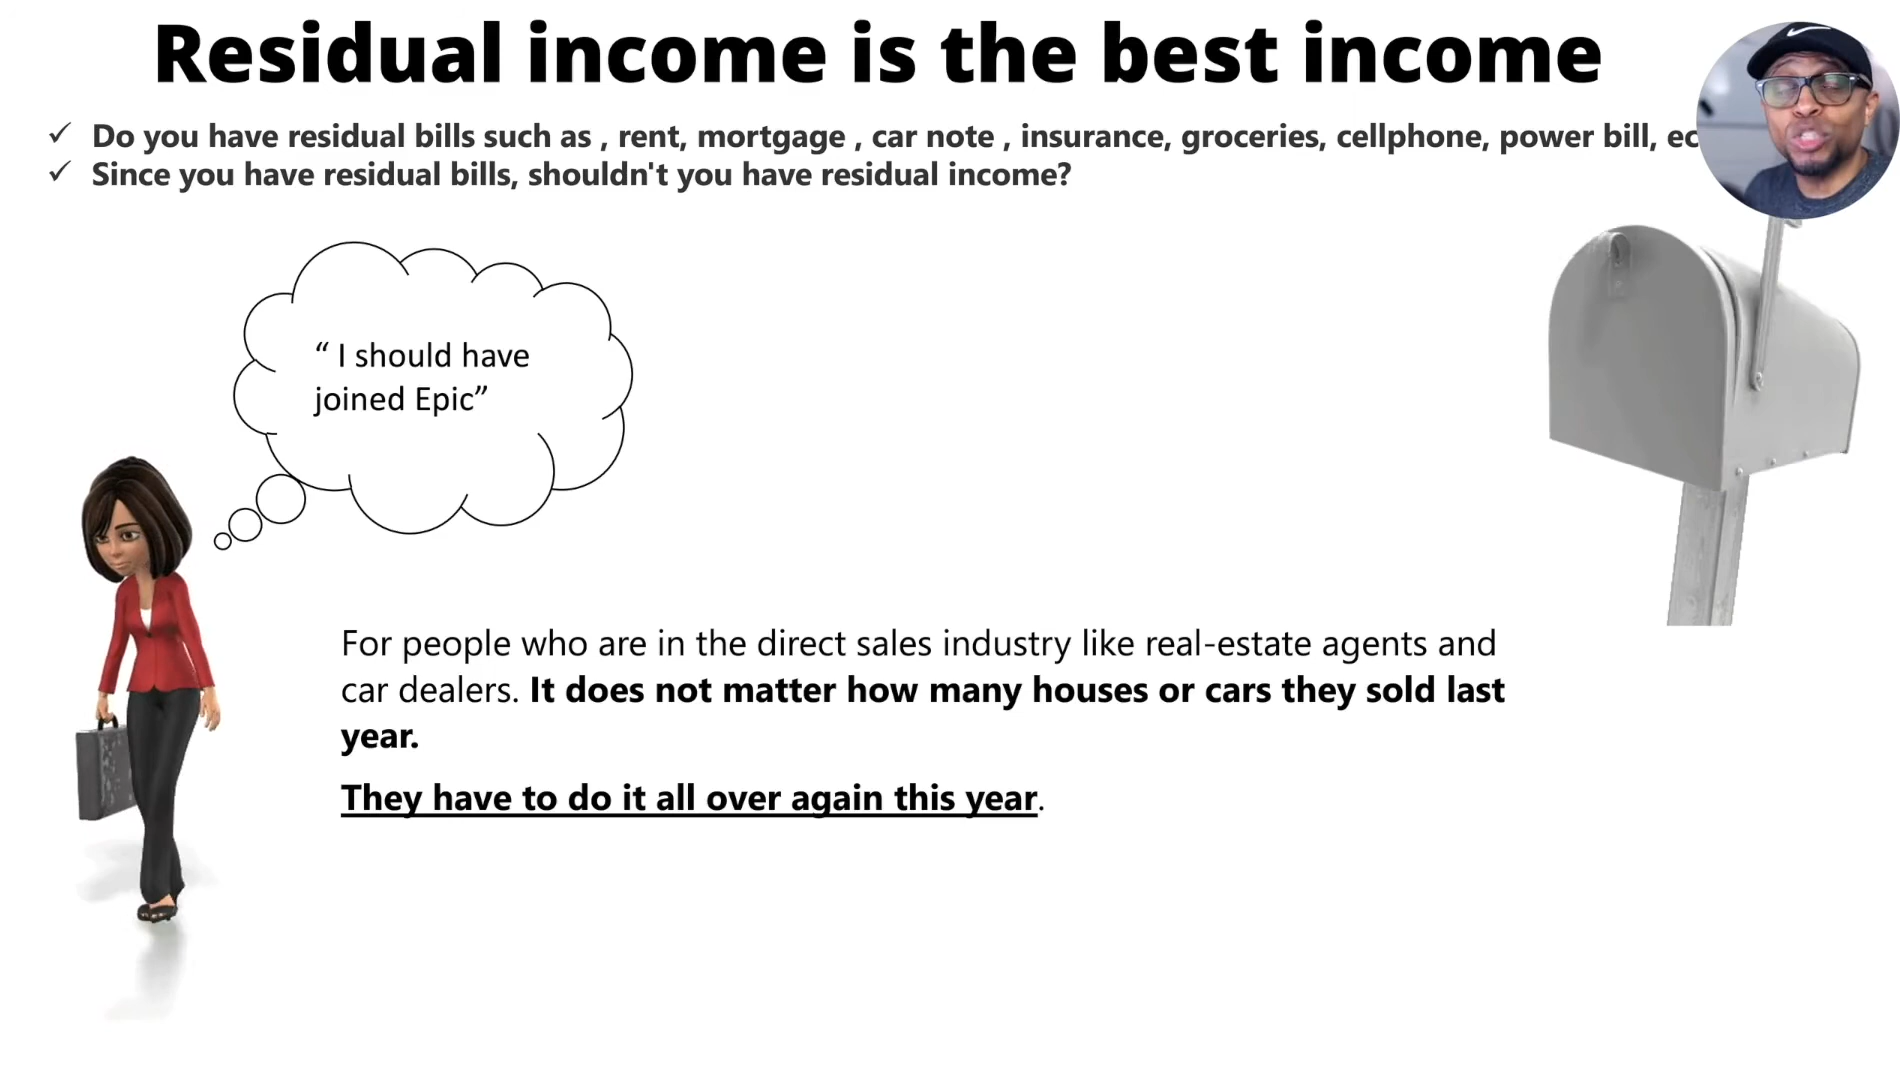 Residual income is the best income
✓ Do you have residual bills such as , rent, mortgage , car note , insurance, groceries, cellphone, power bill,
✓ Since you have residual bills, shouldn't you have residual income?
“ I should have
joined Epic”
For people who are in the direct sales industry like real-estate agents and
car dealers. It does not matter how many houses or cars they sold last
year.
They have to do it all over again this year.